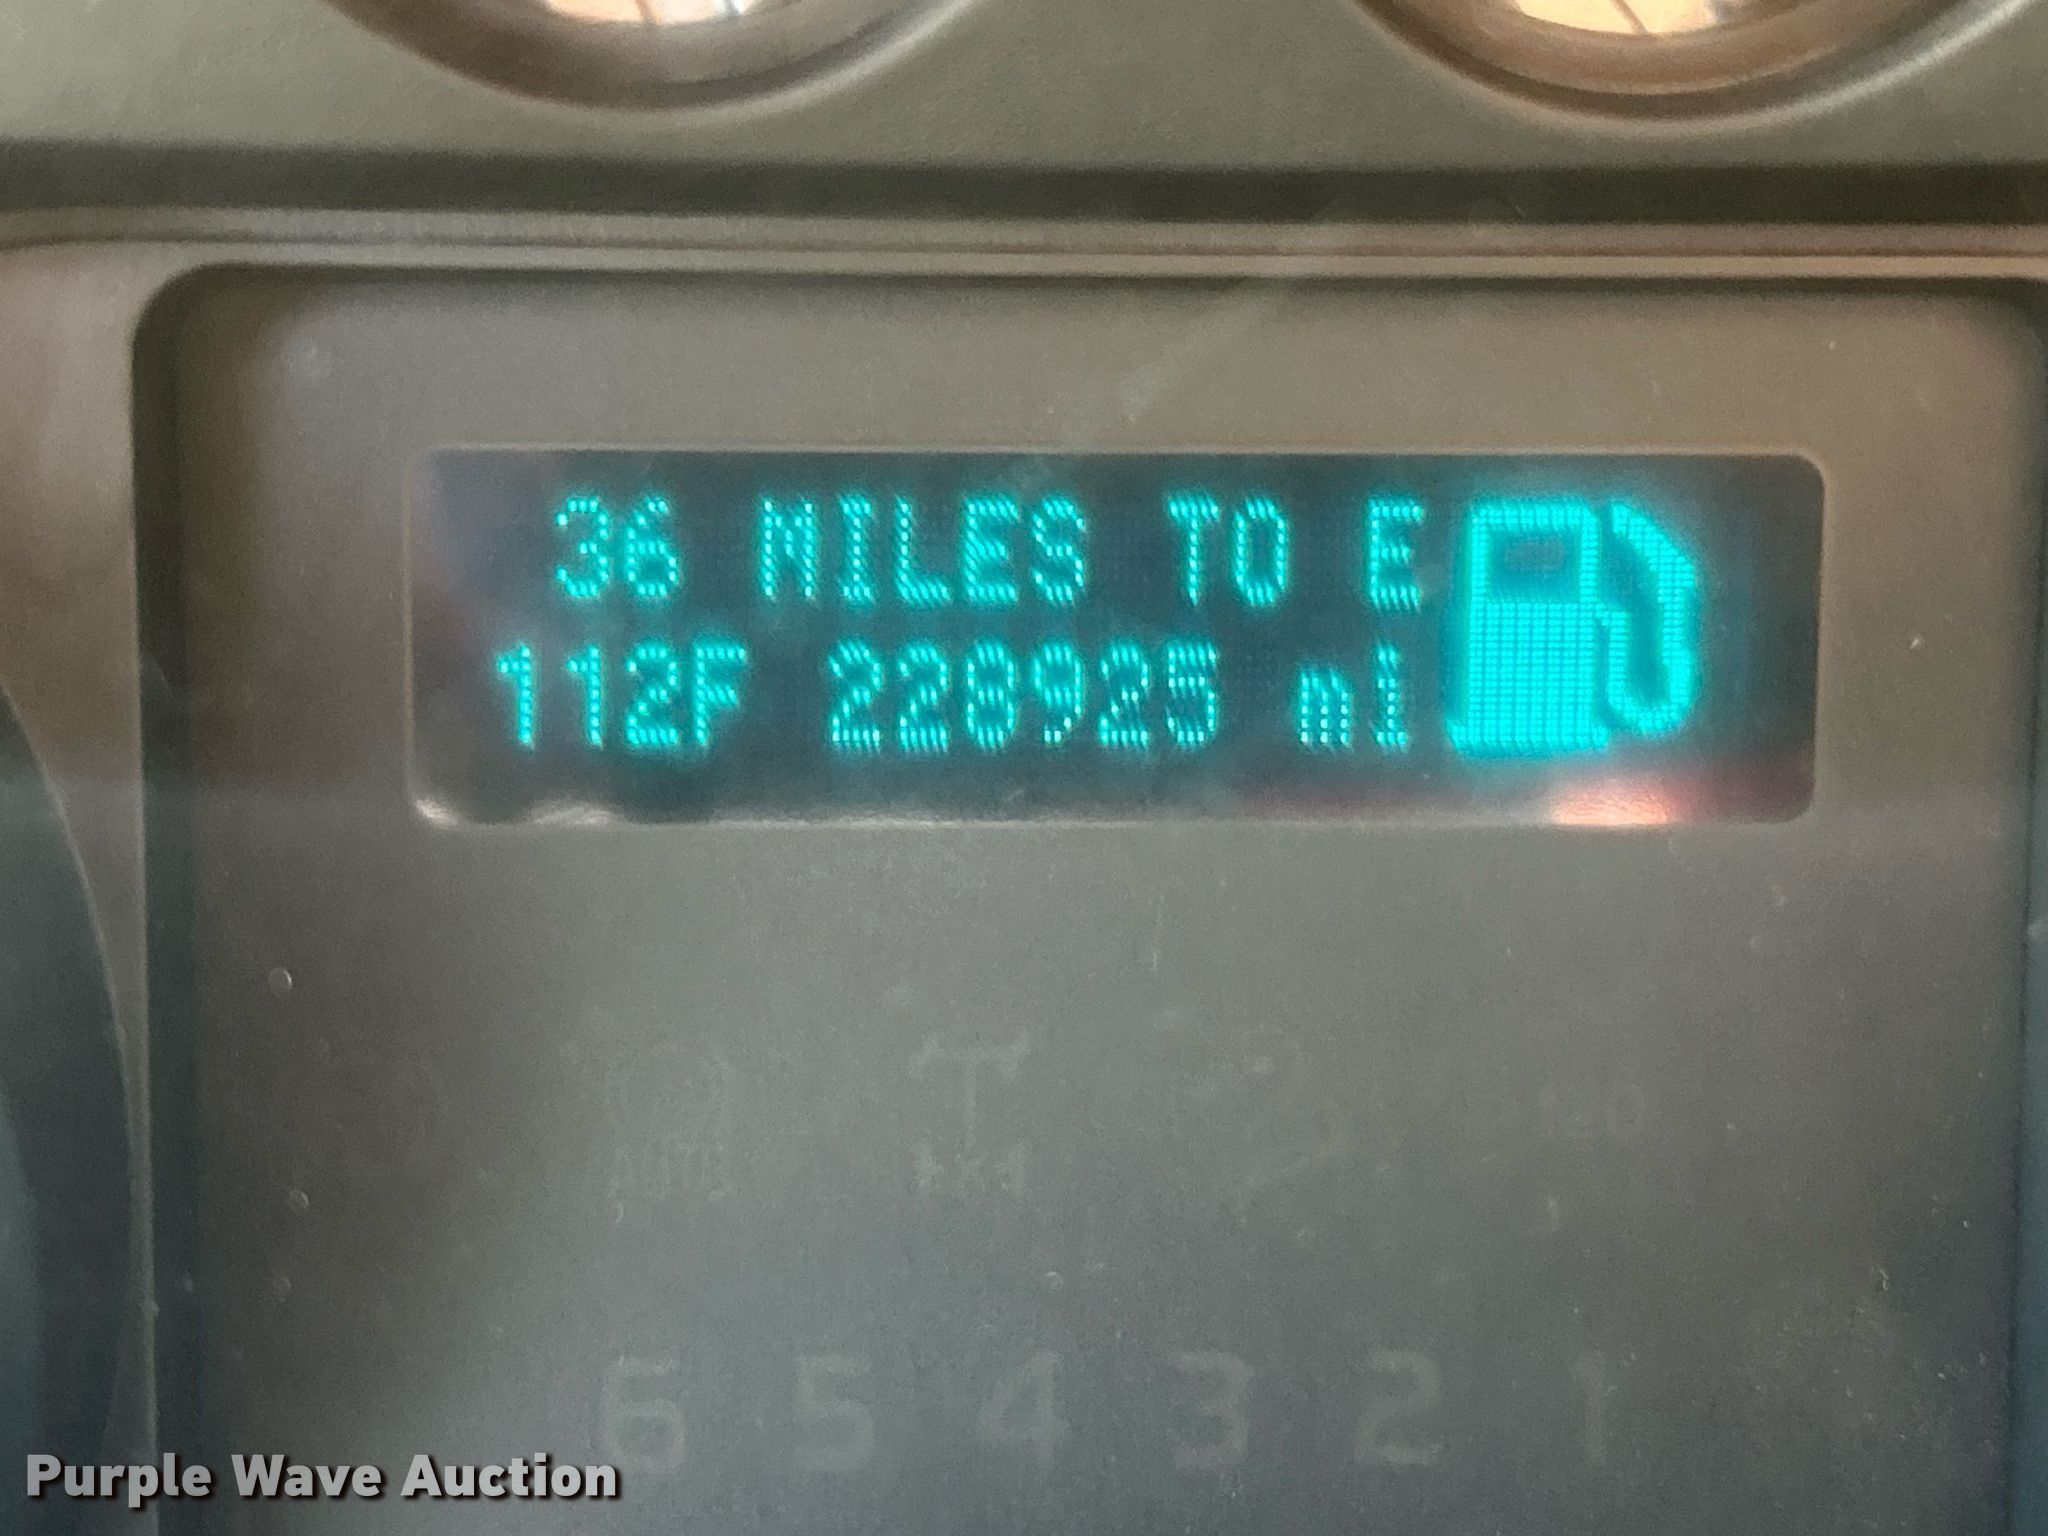 36 MILES TO E
112F 228925 mi
6 5 4 3 2 1
Purple Wave Auction